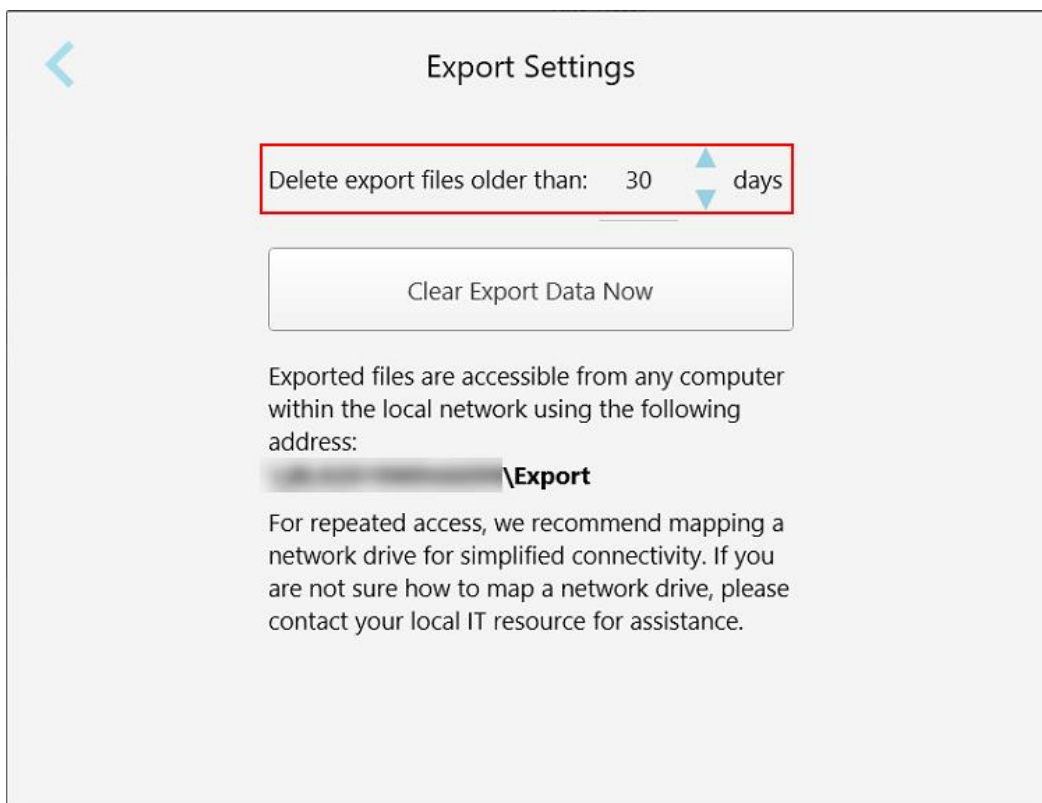 Export Settings
Delete export files older than: 30 days
Clear Export Data Now
Exported files are accessible from any computer
within the local network using the following
address:
\Export
For repeated access, we recommend mapping a
network drive for simplified connectivity. If you
are not sure how to map a network drive, please
contact your local IT resource for assistance.